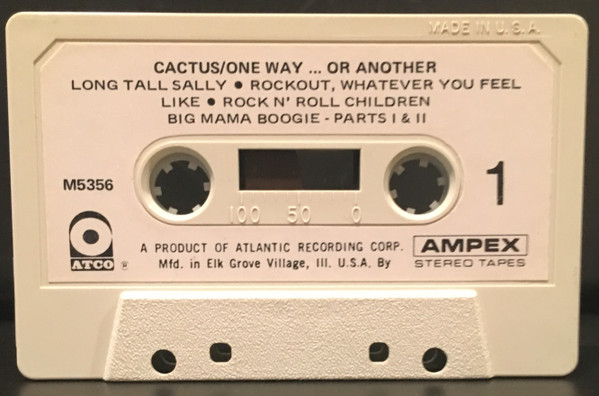 MADE IN U.S.A.
CACTUS/ONE WAY ... OR ANOTHER
LONG TALL SALLY ● ROCKOUT, WHATEVER YOU FEEL
LIKE ● ROCK N' ROLL CHILDREN
BIG MAMA BOOGIE - PARTS I & II
M5356
1
100 50 0
ATCO
A PRODUCT OF ATLANTIC RECORDING CORP.
Mfd. in Elk Grove Village, Ill. U.S.A. By
AMPEX
STEREO TAPES